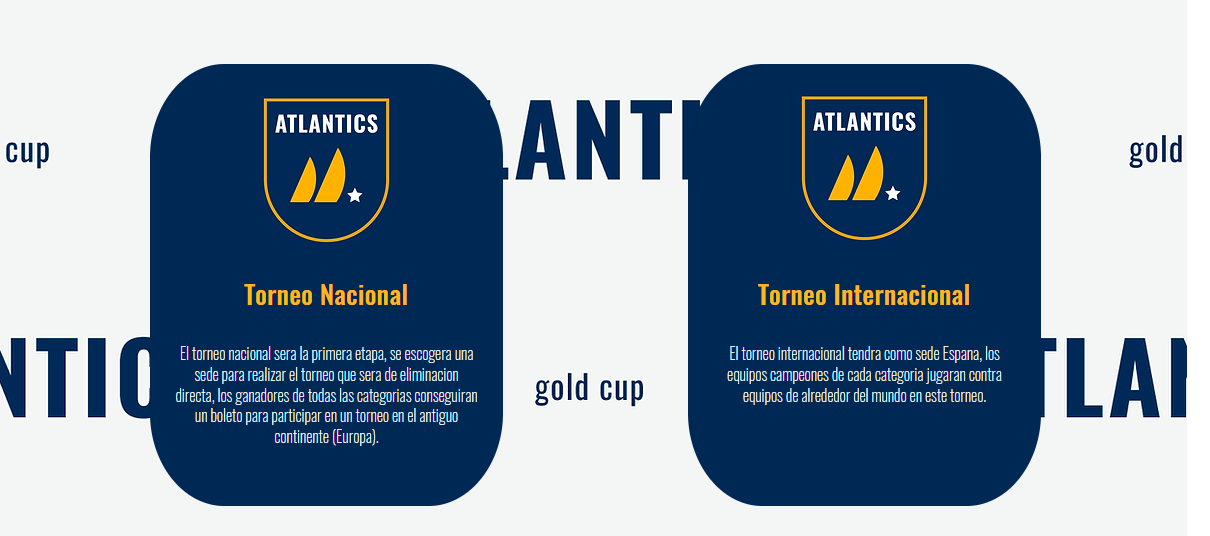 LANTI
ATLANTICS
ATLANTICS
cup
gold
Torneo Nacional
El torneo nacional sera la primera etapa, se escogera una
sede para realizar el torneo que sera de eliminacion
directa, los ganadores de todas las categorias conseguiran
un boleto para participar en un torneo en el antiguo
continente (Europa).
Torneo Internacional
El torneo internacional tendra como sede Espana, los
equipos campeones de cada categoria jugaran contra
equipos de alrededor del mundo en este torneo.
NTIC
gold cup
TLAN